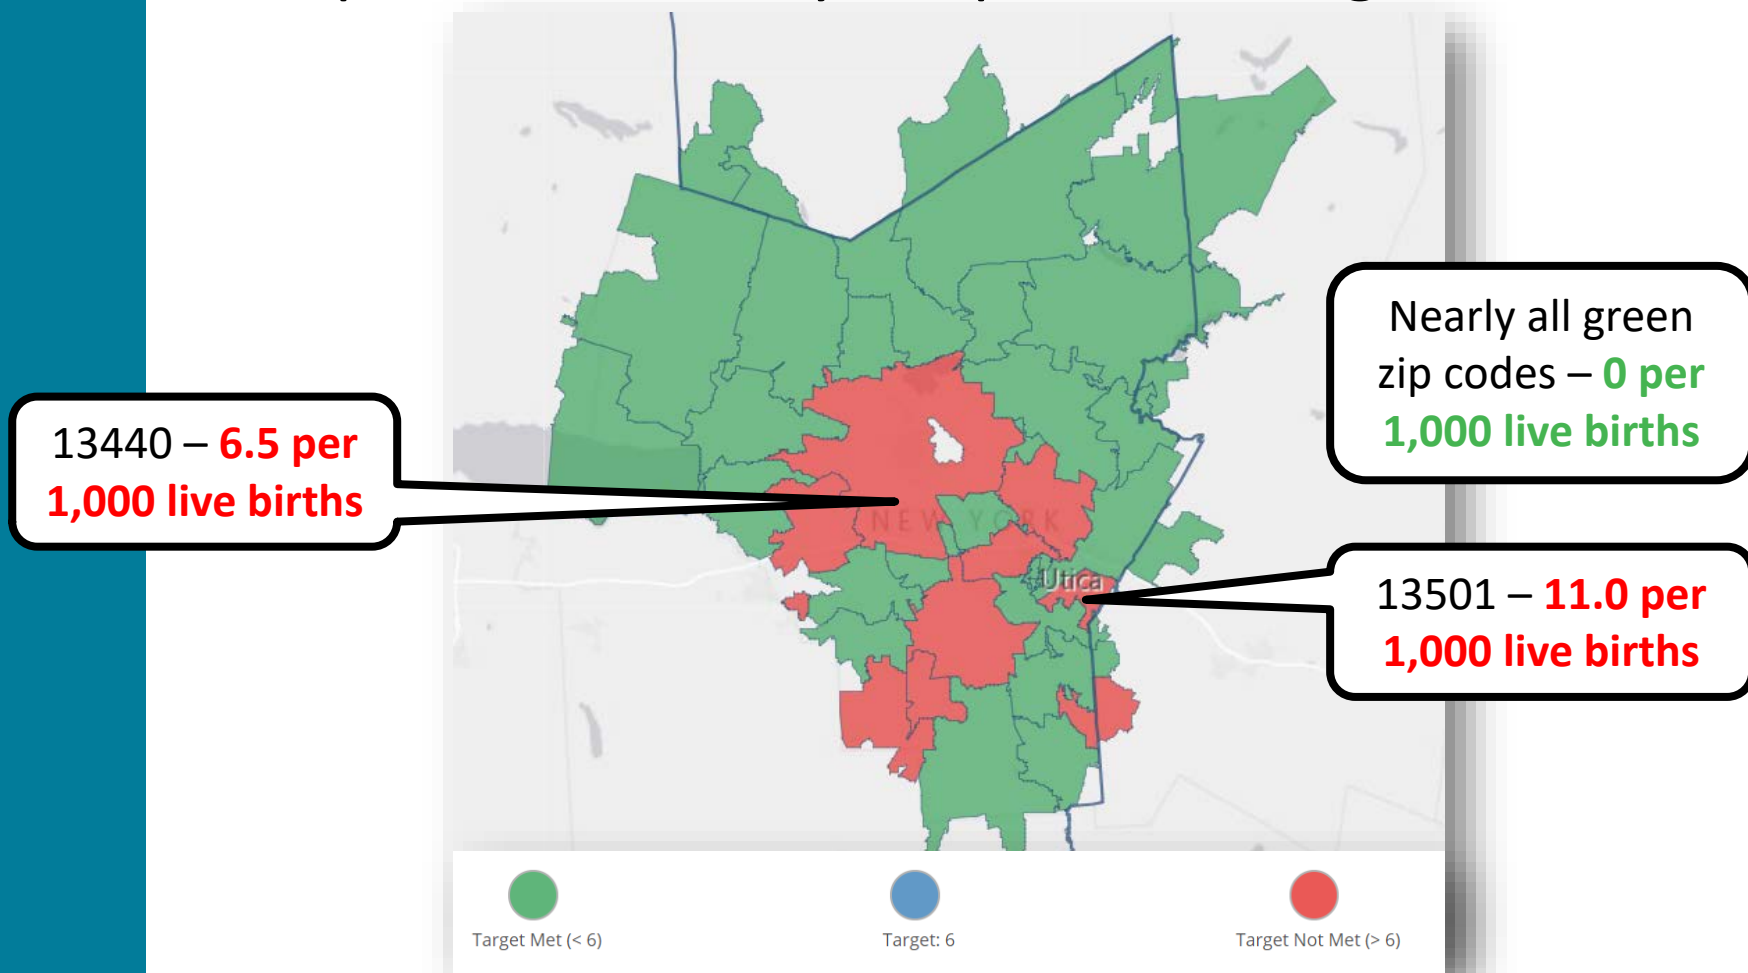 Nearly all green
zip codes – 0 per
1,000 live births
13440 – 6.5 per
1,000 live births
NEW YORK
Utica
13501 – 11.0 per
1,000 live births
Target Met (< 6)
Target: 6
Target Not Met (> 6)